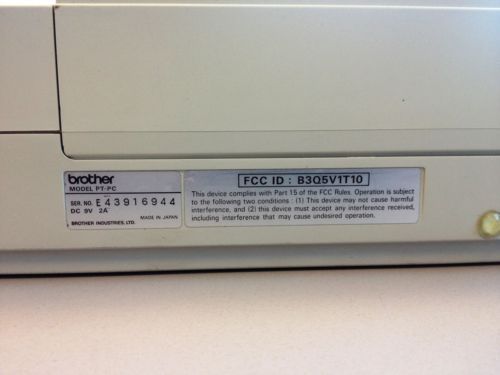 brother
MODEL PT-PC
SER. NO. E43916944
DC 9V 2A
MADE IN JAPAN
BROTHER INDUSTRIES, LTD.
FCC ID : B3Q5V1T10
This device complies with Part 15 of the FCC Rules. Operation is subject
to the following two conditions : (1) This device may not cause harmful
interference, and (2) this device must accept any interference received,
including interference that may cause undesired operation.